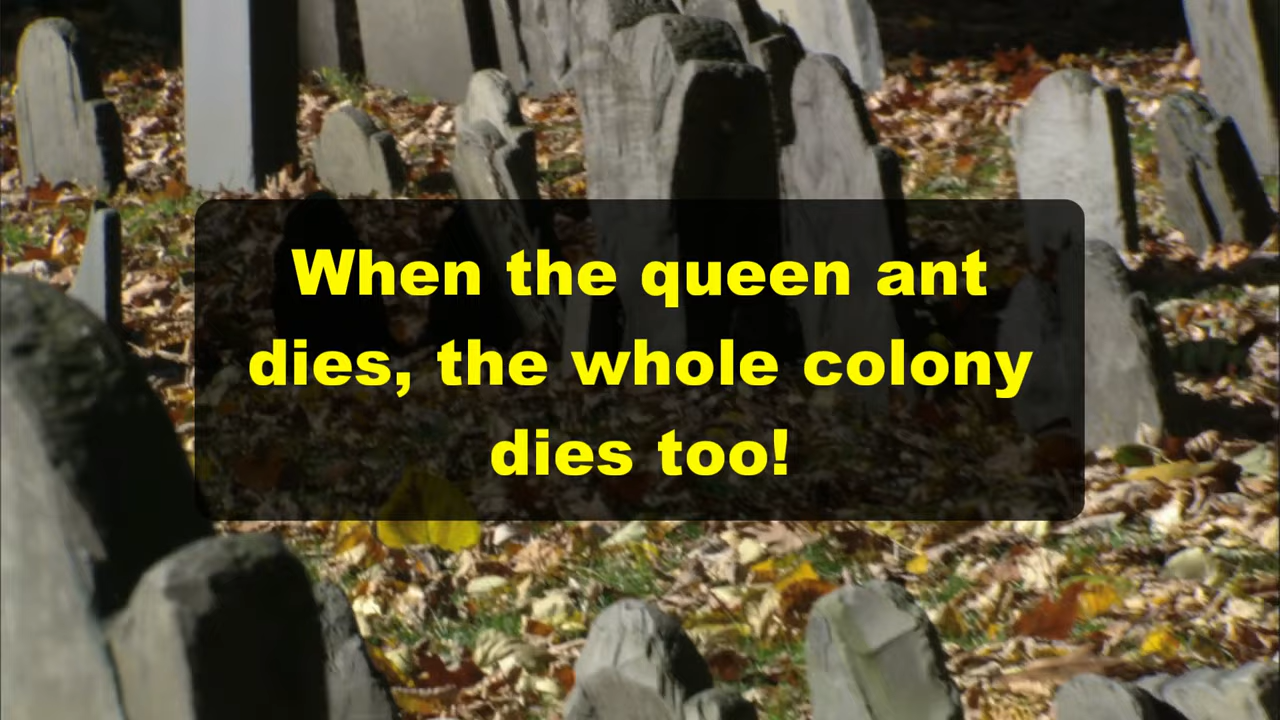 When the queen ant
dies, the whole colony
dies too!